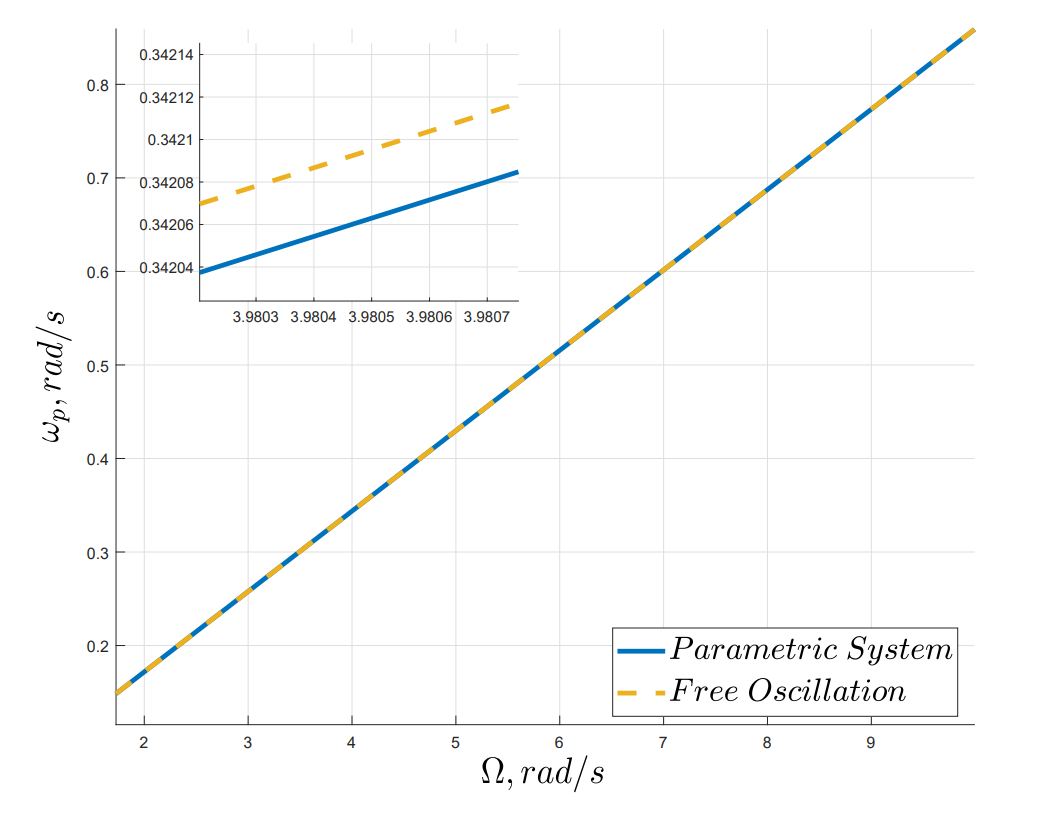 0.34214
0.34212
0.3421
0.34208
0.34206
0.34204
3.9803 3.9804 3.9805 3.9806 3.9807
0.8
0.7
0.6
0.5
0.4
0.3
0.2
ω_p, rad/s
Parametric System
Free Oscillation
2 3 4 5 6 7 8 9
Ω, rad/s